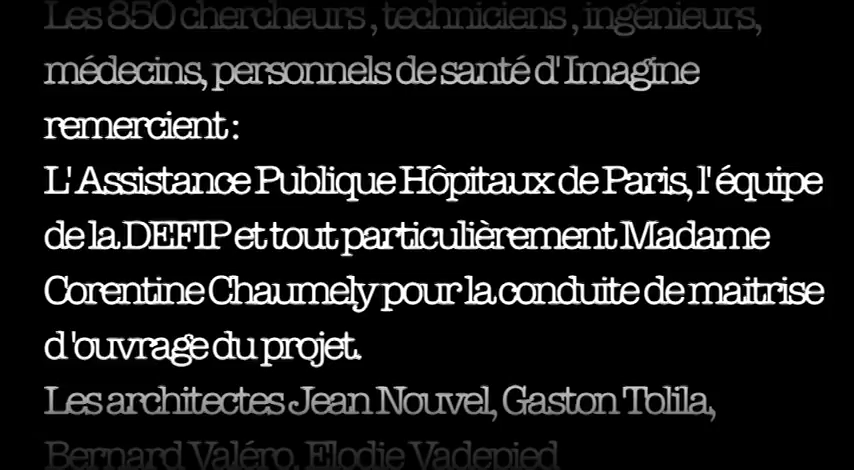 Les 850 chercheurs , techniciens , ingénieurs,
médecins, personnels de santé d'Imagine
remercient :
L'Assistance Publique Hôpitaux de Paris, l'équipe
de la DEFIP et tout particulièrement Madame
Corentine Chaumely pour la conduite de maitrise
d'ouvrage du projet.
Les architectes Jean Nouvel, Gaston Tolila,
Bernard Valéro, Elodie Vadepied